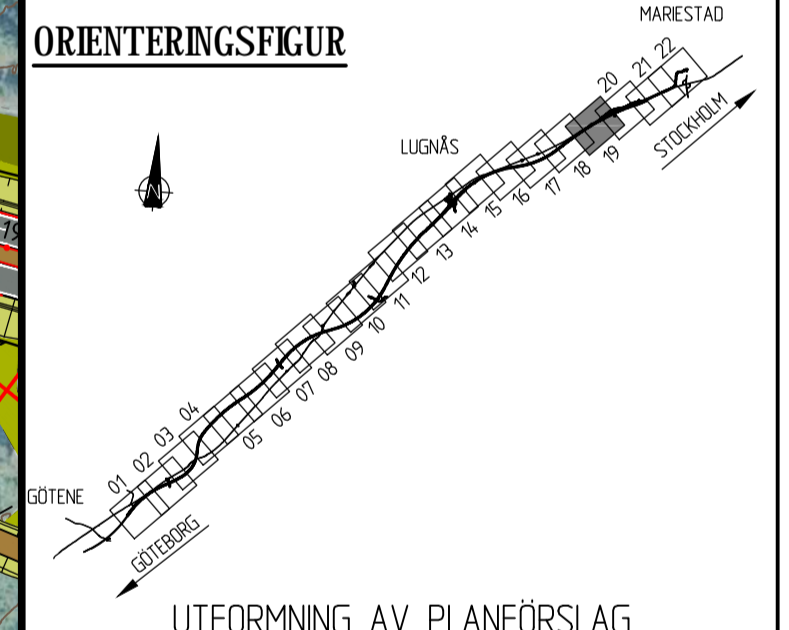 ORIENTERINGSFIGUR
MARIESTAD
LUGNÅS
N
STOCKHOLM
22
21
20
19
18
17
16
15
14
13
12
11
10
09
08
07
06
05
04
03
02
01
GÖTENE
GÖTEBORG
UTFORMNING AV PLANFÖRSLAG